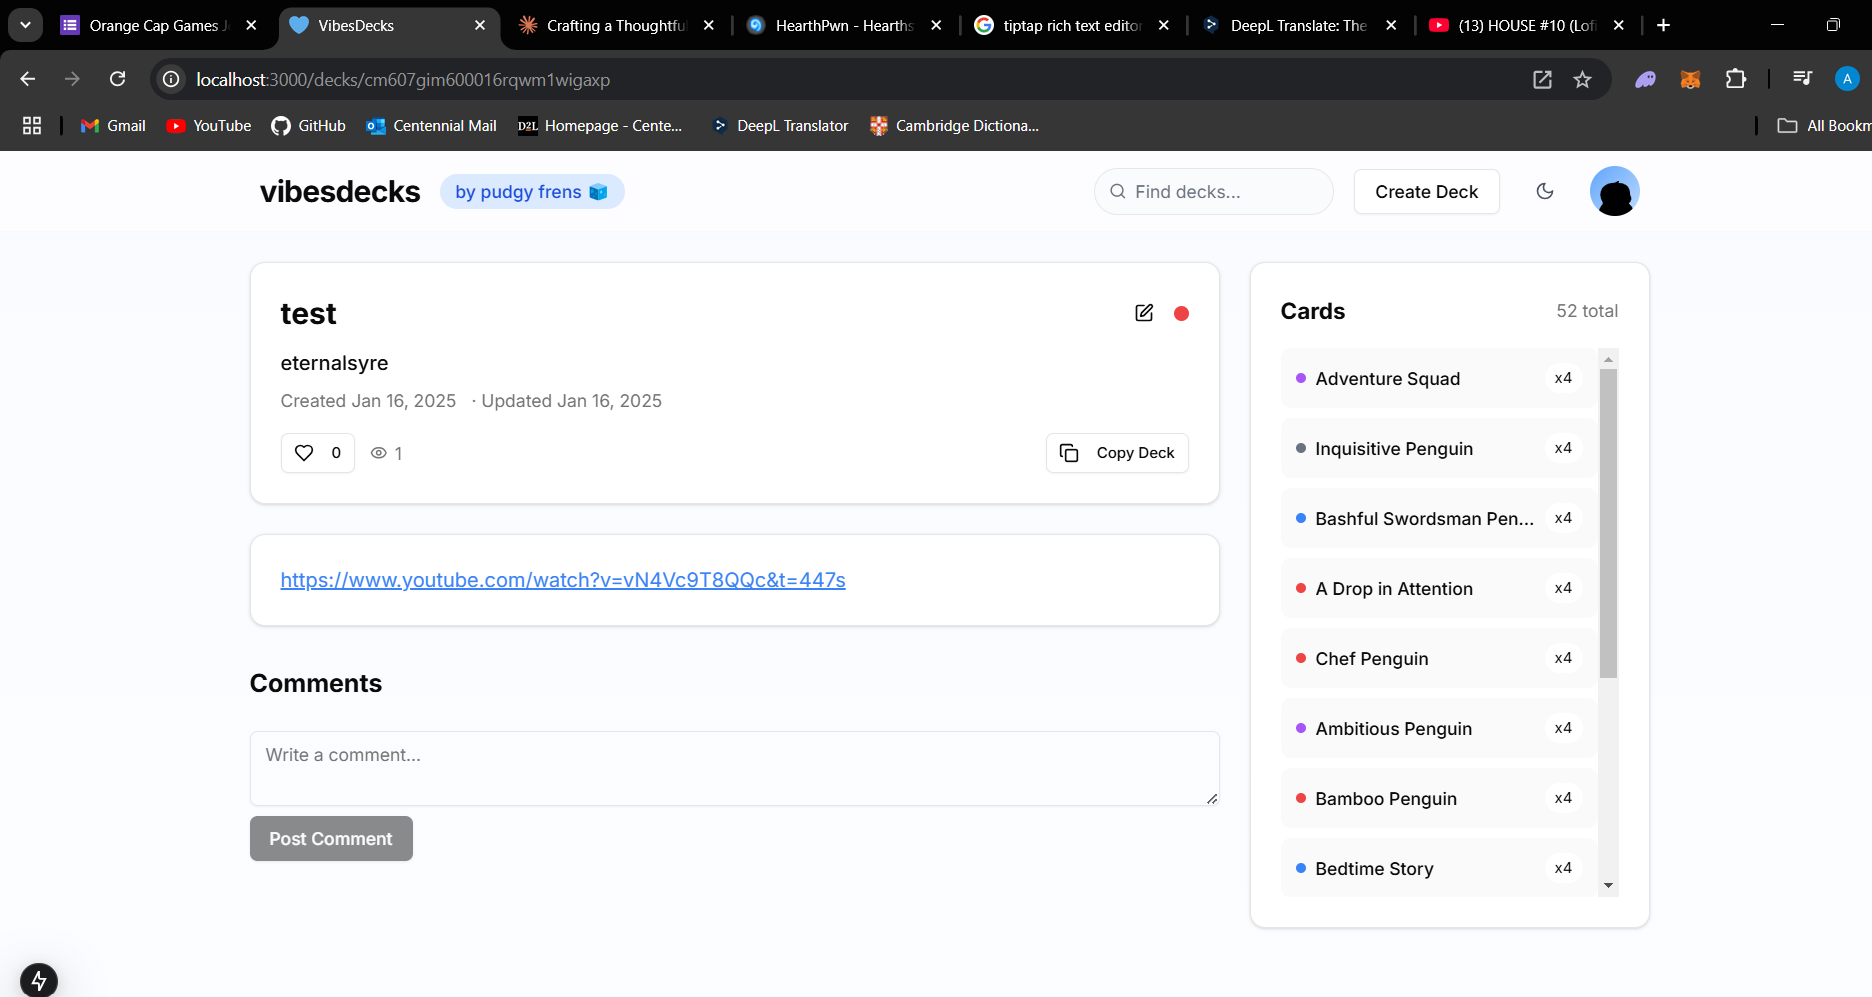 Orange Cap Games J
VibesDecks
Crafting a Thoughtful
HearthPwn - Hearths
tiptap rich text editor
DeepL Translate: The
(13) HOUSE #10 (Lofi
localhost:3000/decks/cm607gim600016rqwm1wigaxp
A
Gmail
YouTube
GitHub
Centennial Mail
D2L
Homepage - Cente...
DeepL Translator
Cambridge Dictiona...
All Bookm
vibesdecks
by pudgy frens
Find decks...
Create Deck
test
eternalsyre
Created Jan 16, 2025 · Updated Jan 16, 2025
0
1
Copy Deck
https://www.youtube.com/watch?v=vN4Vc9T8QQc&t=447s
Comments
Write a comment...
Post Comment
Cards
52 total
Adventure Squad x4
Inquisitive Penguin x4
Bashful Swordsman Pen... x4
A Drop in Attention x4
Chef Penguin x4
Ambitious Penguin x4
Bamboo Penguin x4
Bedtime Story x4